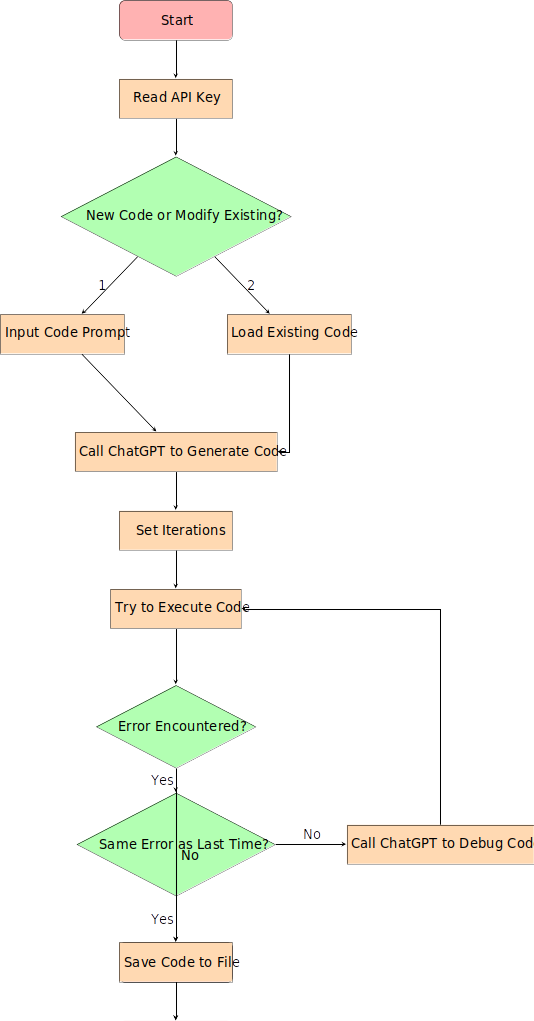 Start
Read API Key
New Code or Modify Existing?
1
2
Input Code Prompt
Load Existing Code
Call ChatGPT to Generate Code
Set Iterations
Try to Execute Code
Error Encountered?
Yes
Same Error as Last Time?
No
No
Call ChatGPT to Debug Cod
Yes
Save Code to File